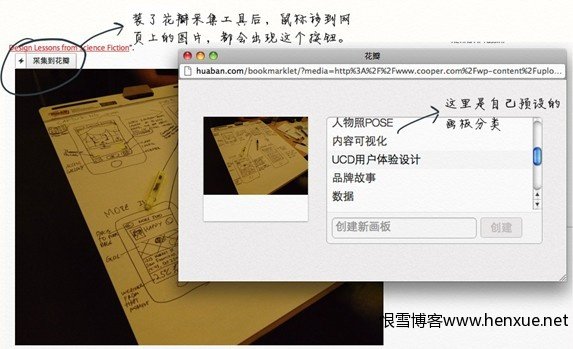 装了花瓣采集工具后，鼠标移到网
页上的图片，都会出现这个按钮。
Design Lessons from Science Fiction".
采集到花瓣
花瓣
huaban.com/bookmarklet/?media=http%3A%2F%2Fwww.cooper.com%2Fwp-content%2Fuplo...
这里是自己预设的
画板分类
人物照POSE
内容可视化
UCD用户体验设计
品牌故事
数据
创建新画板
创建
MORE
HAPPY
GOAL
银雪博客www.henxue.net